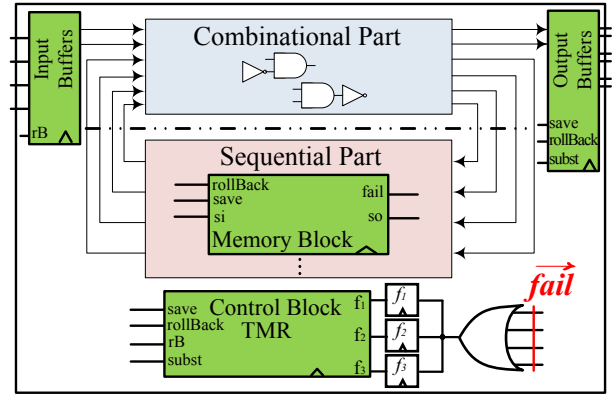 Input
Buffers
rB
Combinational Part
Output
Buffers
save
rollBack
subst
Sequential Part
rollBack
save
si
fail
so
Memory Block
Control Block
TMR
save
rollBack
rB
subst
f1
f2
f3
f1
f2
f3
fail